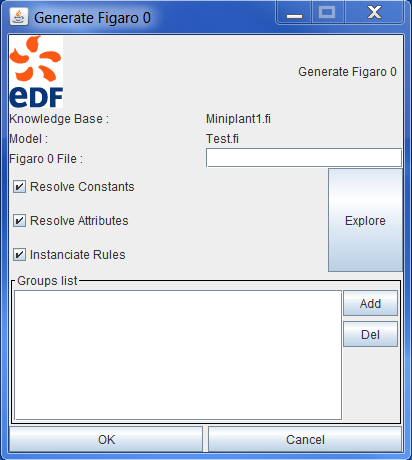 Generate Figaro 0
eDF
Generate Figaro 0
Knowledge Base : Miniplant1.fi
Model : Test.fi
Figaro 0 File :
Resolve Constants
Resolve Attributes
Explore
Instanciate Rules
Groups list
Add
Del
OK Cancel